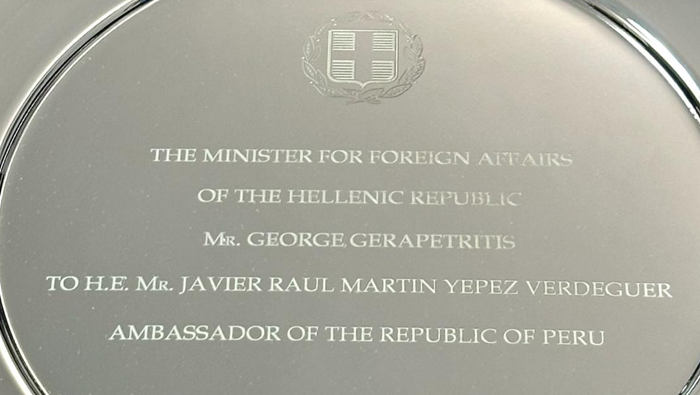 THE MINISTER FOR FOREIGN AFFAIRS
OF THE HELLENIC REPUBLIC
Mr. GEORGE GERAPETRITIS
TO H.E. Mr. JAVIER RAUL MARTIN YEPEZ VERDEGUER
AMBASSADOR OF THE REPUBLIC OF PERU